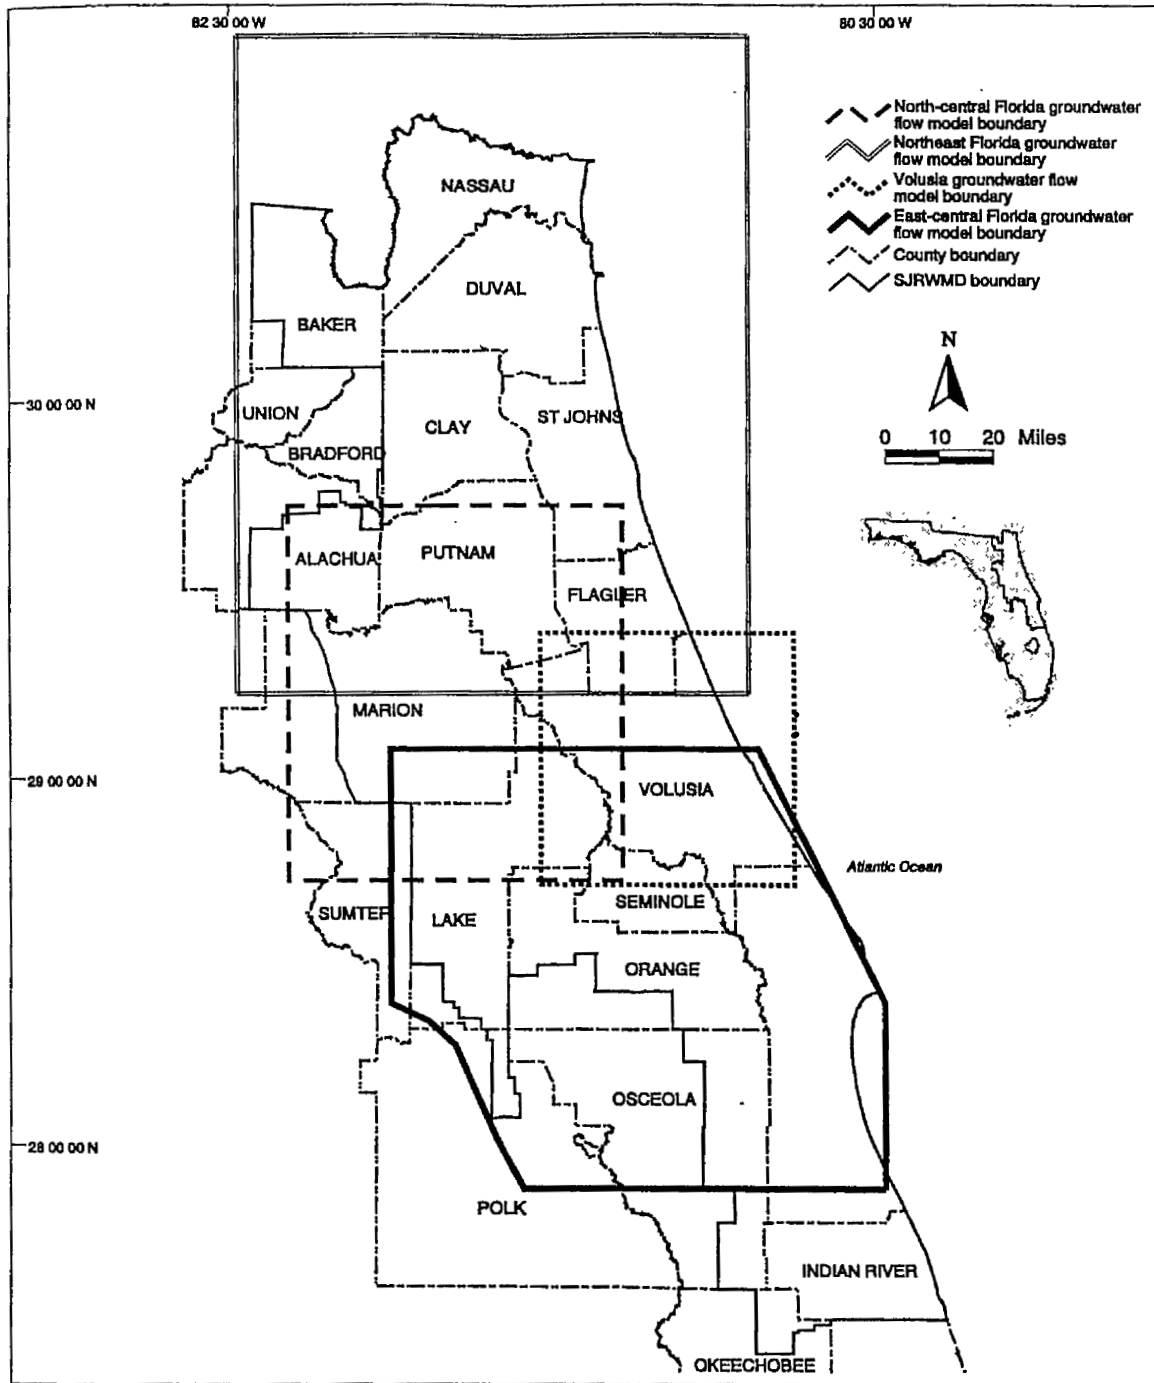 82 30 00 W
80 30 00 W
North-central Florida groundwater
flow model boundary
Northeast Florida groundwater
flow model boundary
Volusia groundwater flow
model boundary
East-central Florida groundwater
flow model boundary
County boundary
SJRWMD boundary
NASSAU
DUVAL
BAKER
N
30 00 00 N
UNION
ST JOHNS
CLAY
BRADFORD
0 10 20 Miles
ALACHUA
PUTNAM
FLAGLER
MARION
29 00 00 N
VOLUSIA
Atlantic Ocean
SEMINOLE
SUMTER
LAKE
ORANGE
OSCEOLA
28 00 00 N
POLK
INDIAN RIVER
OKEECHOBEE